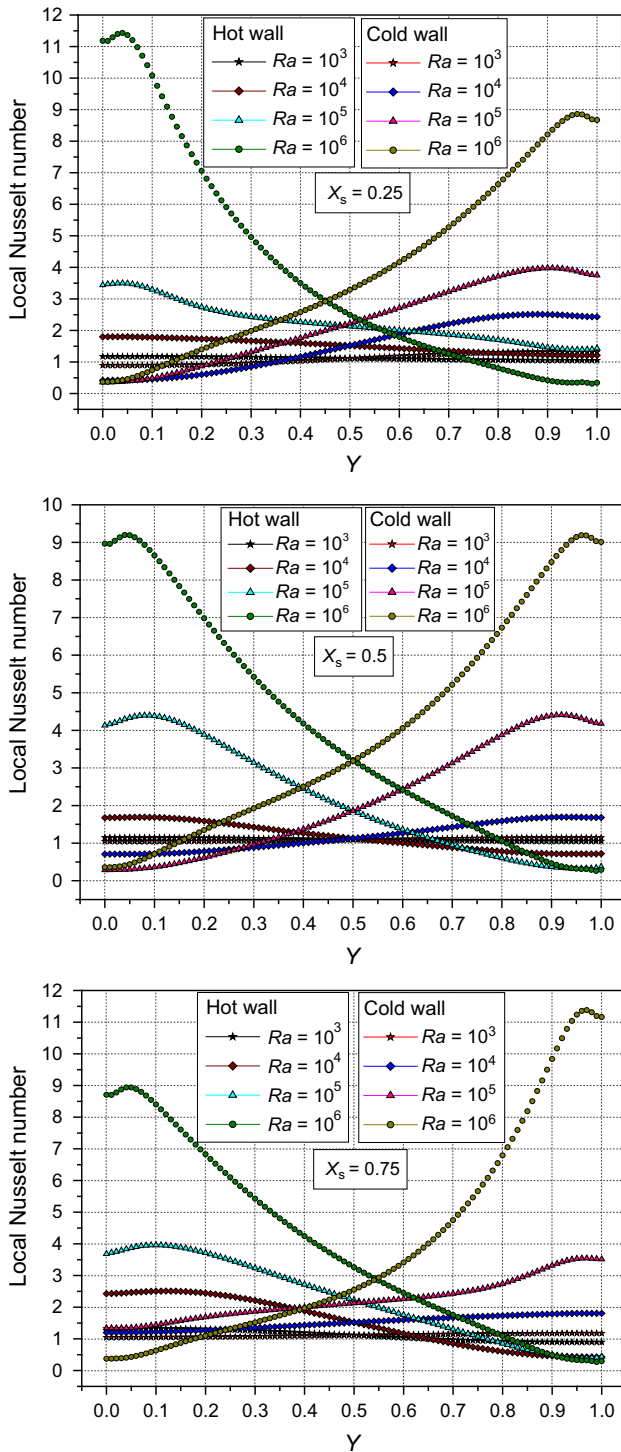 12
11
10
9
8
7
6
5
4
3
2
1
0
Local Nusselt number
Hot wall
Ra = 10³
Ra = 10⁴
Ra = 10⁵
Ra = 10⁶
Cold wall
Ra = 10³
Ra = 10⁴
Ra = 10⁵
Ra = 10⁶
Xₛ = 0.25
0.0 0.1 0.2 0.3 0.4 0.5 0.6 0.7 0.8 0.9 1.0
Y
10
9
8
7
6
5
4
3
2
1
0
Local Nusselt number
Hot wall
Ra = 10³
Ra = 10⁴
Ra = 10⁵
Ra = 10⁶
Cold wall
Ra = 10³
Ra = 10⁴
Ra = 10⁵
Ra = 10⁶
Xₛ = 0.5
0.0 0.1 0.2 0.3 0.4 0.5 0.6 0.7 0.8 0.9 1.0
Y
12
11
10
9
8
7
6
5
4
3
2
1
0
Local Nusselt number
Hot wall
Ra = 10³
Ra = 10⁴
Ra = 10⁵
Ra = 10⁶
Cold wall
Ra = 10³
Ra = 10⁴
Ra = 10⁵
Ra = 10⁶
Xₛ = 0.75
0.0 0.1 0.2 0.3 0.4 0.5 0.6 0.7 0.8 0.9 1.0
Y